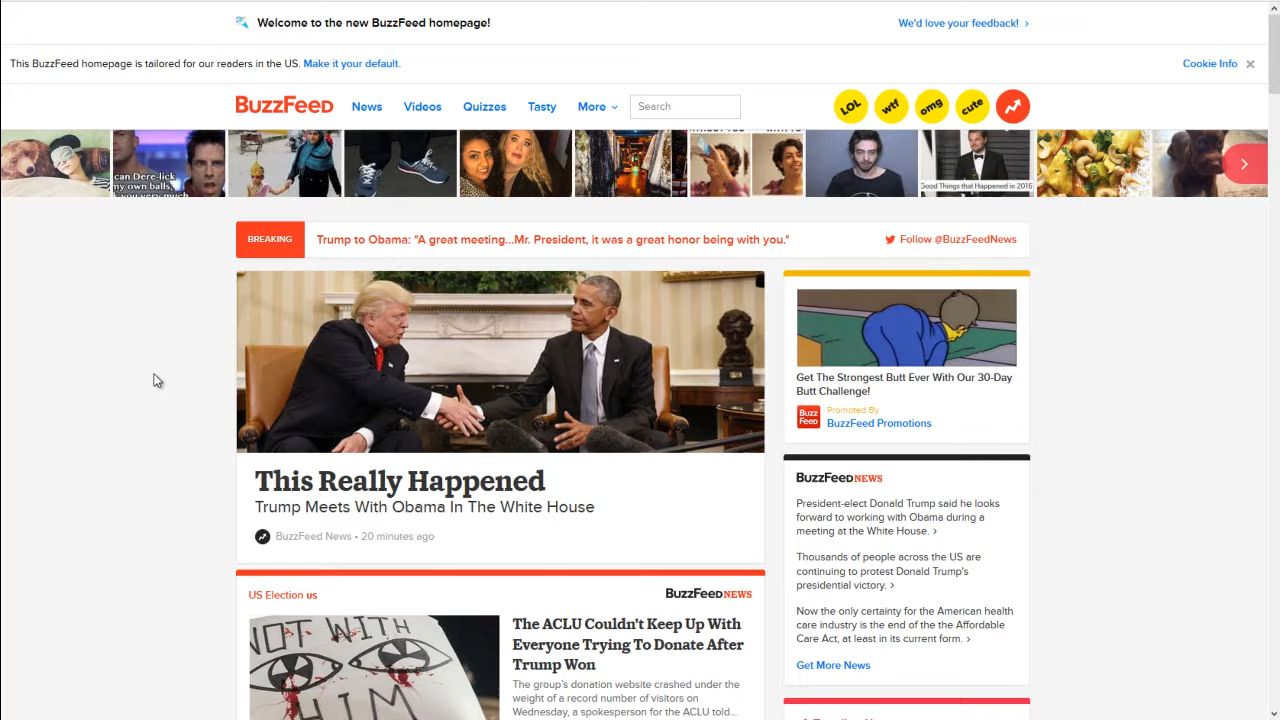 Welcome to the new BuzzFeed homepage!
We'd love your feedback! ›
This BuzzFeed homepage is tailored for our readers in the US. Make it your default.
Cookie Info
BuzzFeed
News
Videos
Quizzes
Tasty
More
Search
LOL
wtf
omg
cute
can Dere-lick
my own balls,
Good Things that Happened in 2016
BREAKING
Trump to Obama: "A great meeting...Mr. President, it was a great honor being with you."
Follow @BuzzFeedNews
This Really Happened
Trump Meets With Obama In The White House
BuzzFeed News • 20 minutes ago
US Election us
BuzzFeed NEWS
NOT WITH
HIM
The ACLU Couldn't Keep Up With
Everyone Trying To Donate After
Trump Won
The group's donation website crashed under the
weight of a record number of visitors on
Wednesday, a spokesperson for the ACLU told...
Get The Strongest Butt Ever With Our 30-Day
Butt Challenge!
Buzz
Feed
Promoted By
BuzzFeed Promotions
BuzzFeed NEWS
President-elect Donald Trump said he looks
forward to working with Obama during a
meeting at the White House. ›
Thousands of people across the US are
continuing to protest Donald Trump's
presidential victory. ›
Now the only certainty for the American health
care industry is the end of the the Affordable
Care Act, at least in its current form. ›
Get More News